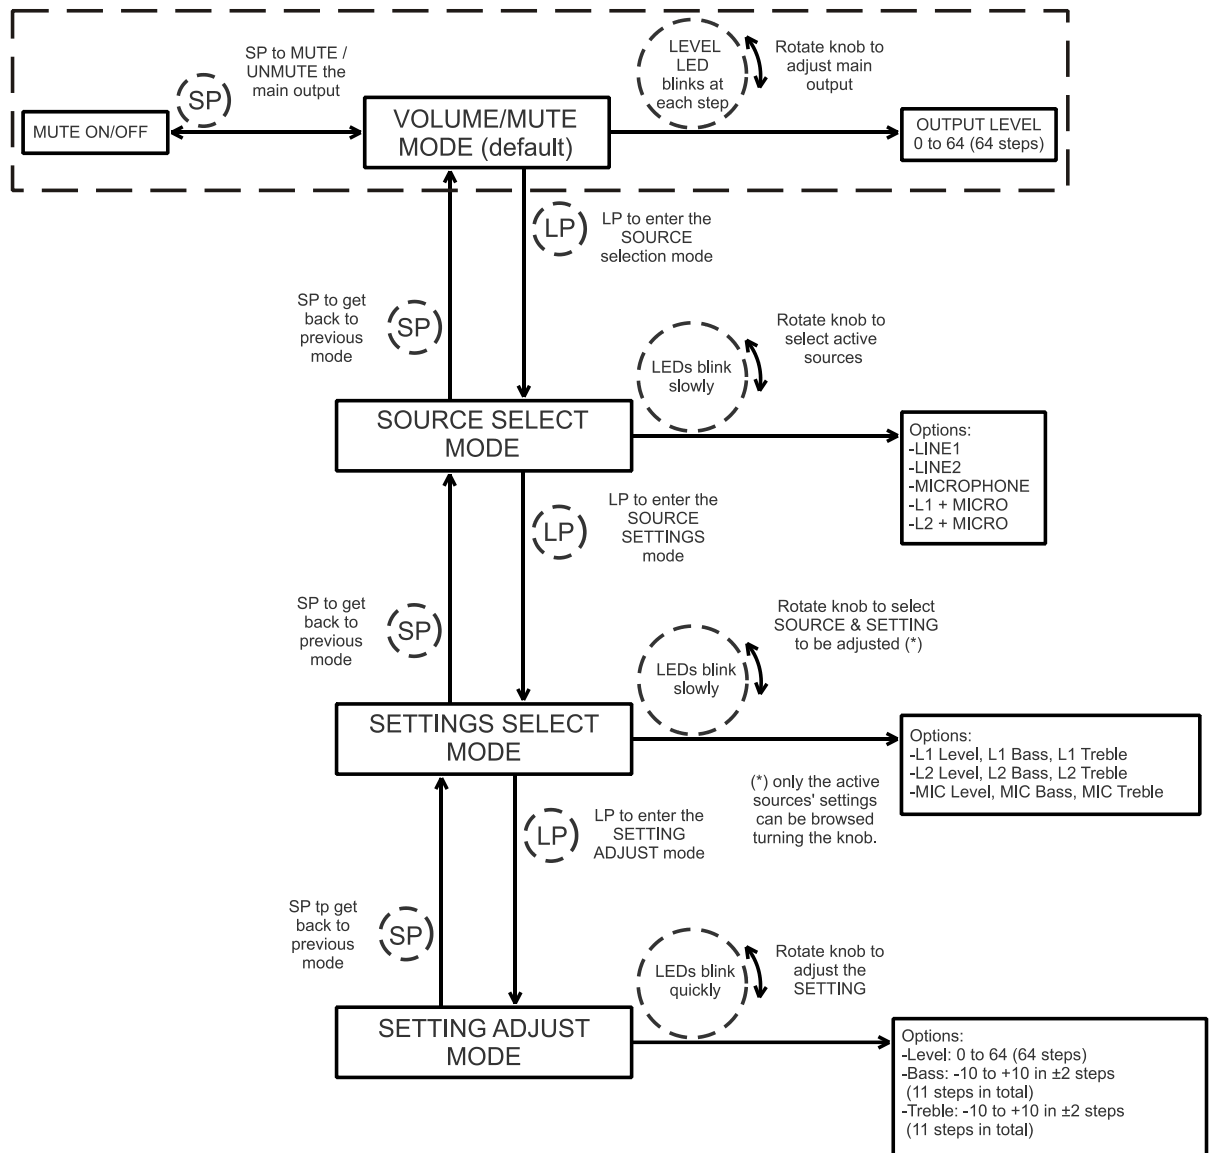 SP to MUTE /
UNMUTE the
main output
SP
MUTE ON/OFF
VOLUME/MUTE
MODE (default)
LEVEL
LED
blinks at
each step
Rotate knob to
adjust main
output
OUTPUT LEVEL
0 to 64 (64 steps)
LP
LP to enter the
SOURCE
selection mode
SP to get
back to
previous
mode
SP
LEDs blink
slowly
Rotate knob to
select active
sources
SOURCE SELECT
MODE
Options:
-LINE1
-LINE2
-MICROPHONE
-L1 + MICRO
-L2 + MICRO
LP
LP to enter the
SOURCE
SETTINGS
mode
SP to get
back to
previous
mode
SP
LEDs blink
slowly
Rotate knob to select
SOURCE & SETTING
to be adjusted (*)
SETTINGS SELECT
MODE
Options:
-L1 Level, L1 Bass, L1 Treble
-L2 Level, L2 Bass, L2 Treble
-MIC Level, MIC Bass, MIC Treble
(*) only the active
sources' settings
can be browsed
turning the knob.
LP
LP to enter the
SETTING
ADJUST mode
SP tp get
back to
previous
mode
SP
LEDs blink
quickly
Rotate knob to
adjust the
SETTING
SETTING ADJUST
MODE
Options:
-Level: 0 to 64 (64 steps)
-Bass: -10 to +10 in ±2 steps
(11 steps in total)
-Treble: -10 to +10 in ±2 steps
(11 steps in total)